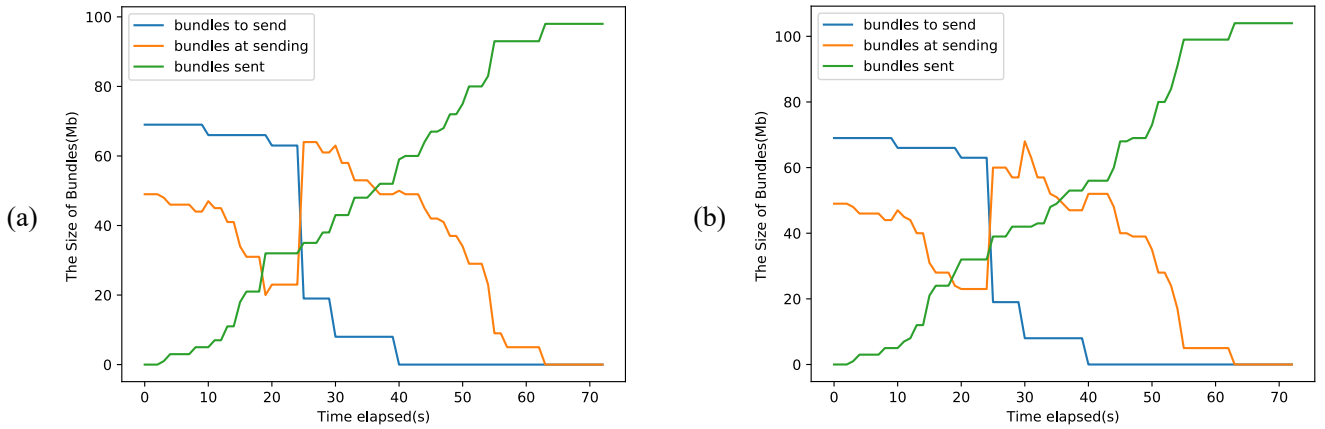 (a)
The Size of Bundles(Mb)
100
80
60
40
20
0
bundles to send
bundles at sending
bundles sent
0 10 20 30 40 50 60 70
Time elapsed(s)
(b)
The Size of Bundles(Mb)
100
80
60
40
20
0
bundles to send
bundles at sending
bundles sent
0 10 20 30 40 50 60 70
Time elapsed(s)